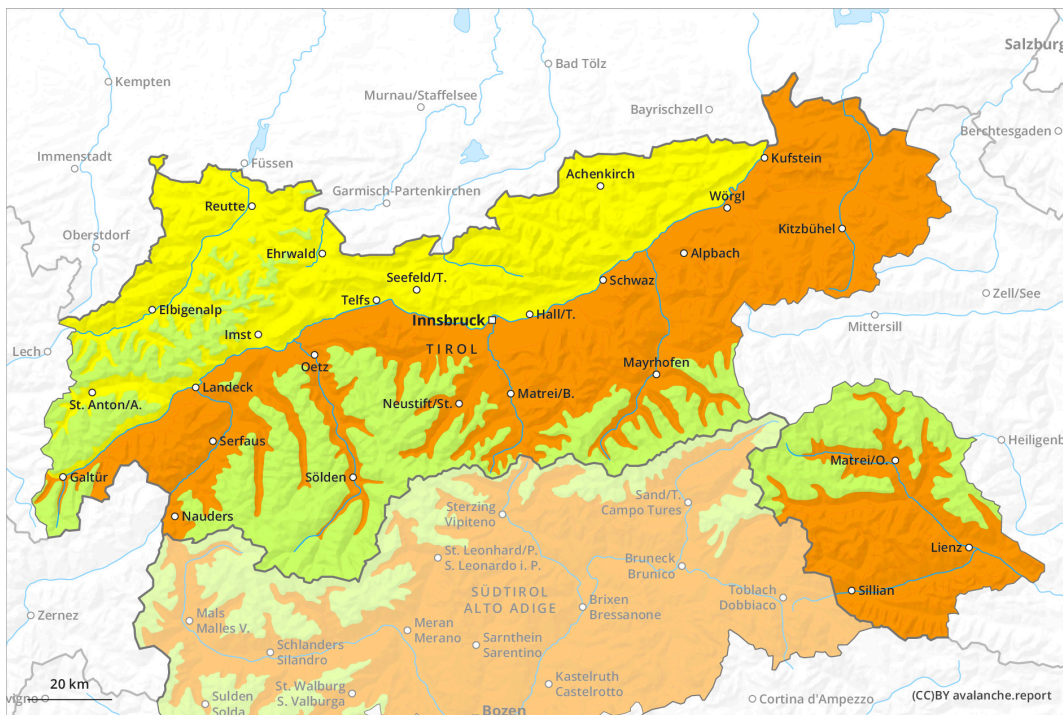 Salzburg
Kempten
Bad Tölz
Murnau/Staffelsee
Bayrischzell
Berchtesgaden
Immenstadt
Füssen
Kufstein
Achenkirch
Garmisch-Partenkirchen
Reutte
Wörgl
Oberstdorf
Kitzbühel
Ehrwald
Alpbach
Seefeld/T.
Schwaz
Zell/See
Telfs
Elbigenalp
Innsbruck
Hall/T.
Mittersill
Imst
TIROL
Lech
Oetz
Mayrhofen
Landeck
Matrei/B.
St. Anton/A.
Neustift/St.
Serfaus
Heiligenb
Matrei/O.
Galtür
Sölden
Sand/T.
Campo Tures
Sterzing
Vipiteno
Nauders
Lienz
St. Leonhard/P.
S. Leonardo i. P.
Bruneck
Brunico
Sillian
SÜDTIROL
ALTO ADIGE
Toblach
Dobbiaco
Brixen
Bressanone
Zernez
Mals
Malles V.
Meran
Merano
Sarnthein
Sarentino
Schlanders
Silandro
Kastelruth
Castelrotto
20 km
St. Walburg
S. Valburga
vigno
Sulden
Solda
Cortina d'Ampezzo
(CC)BY avalanche.report
Bozen